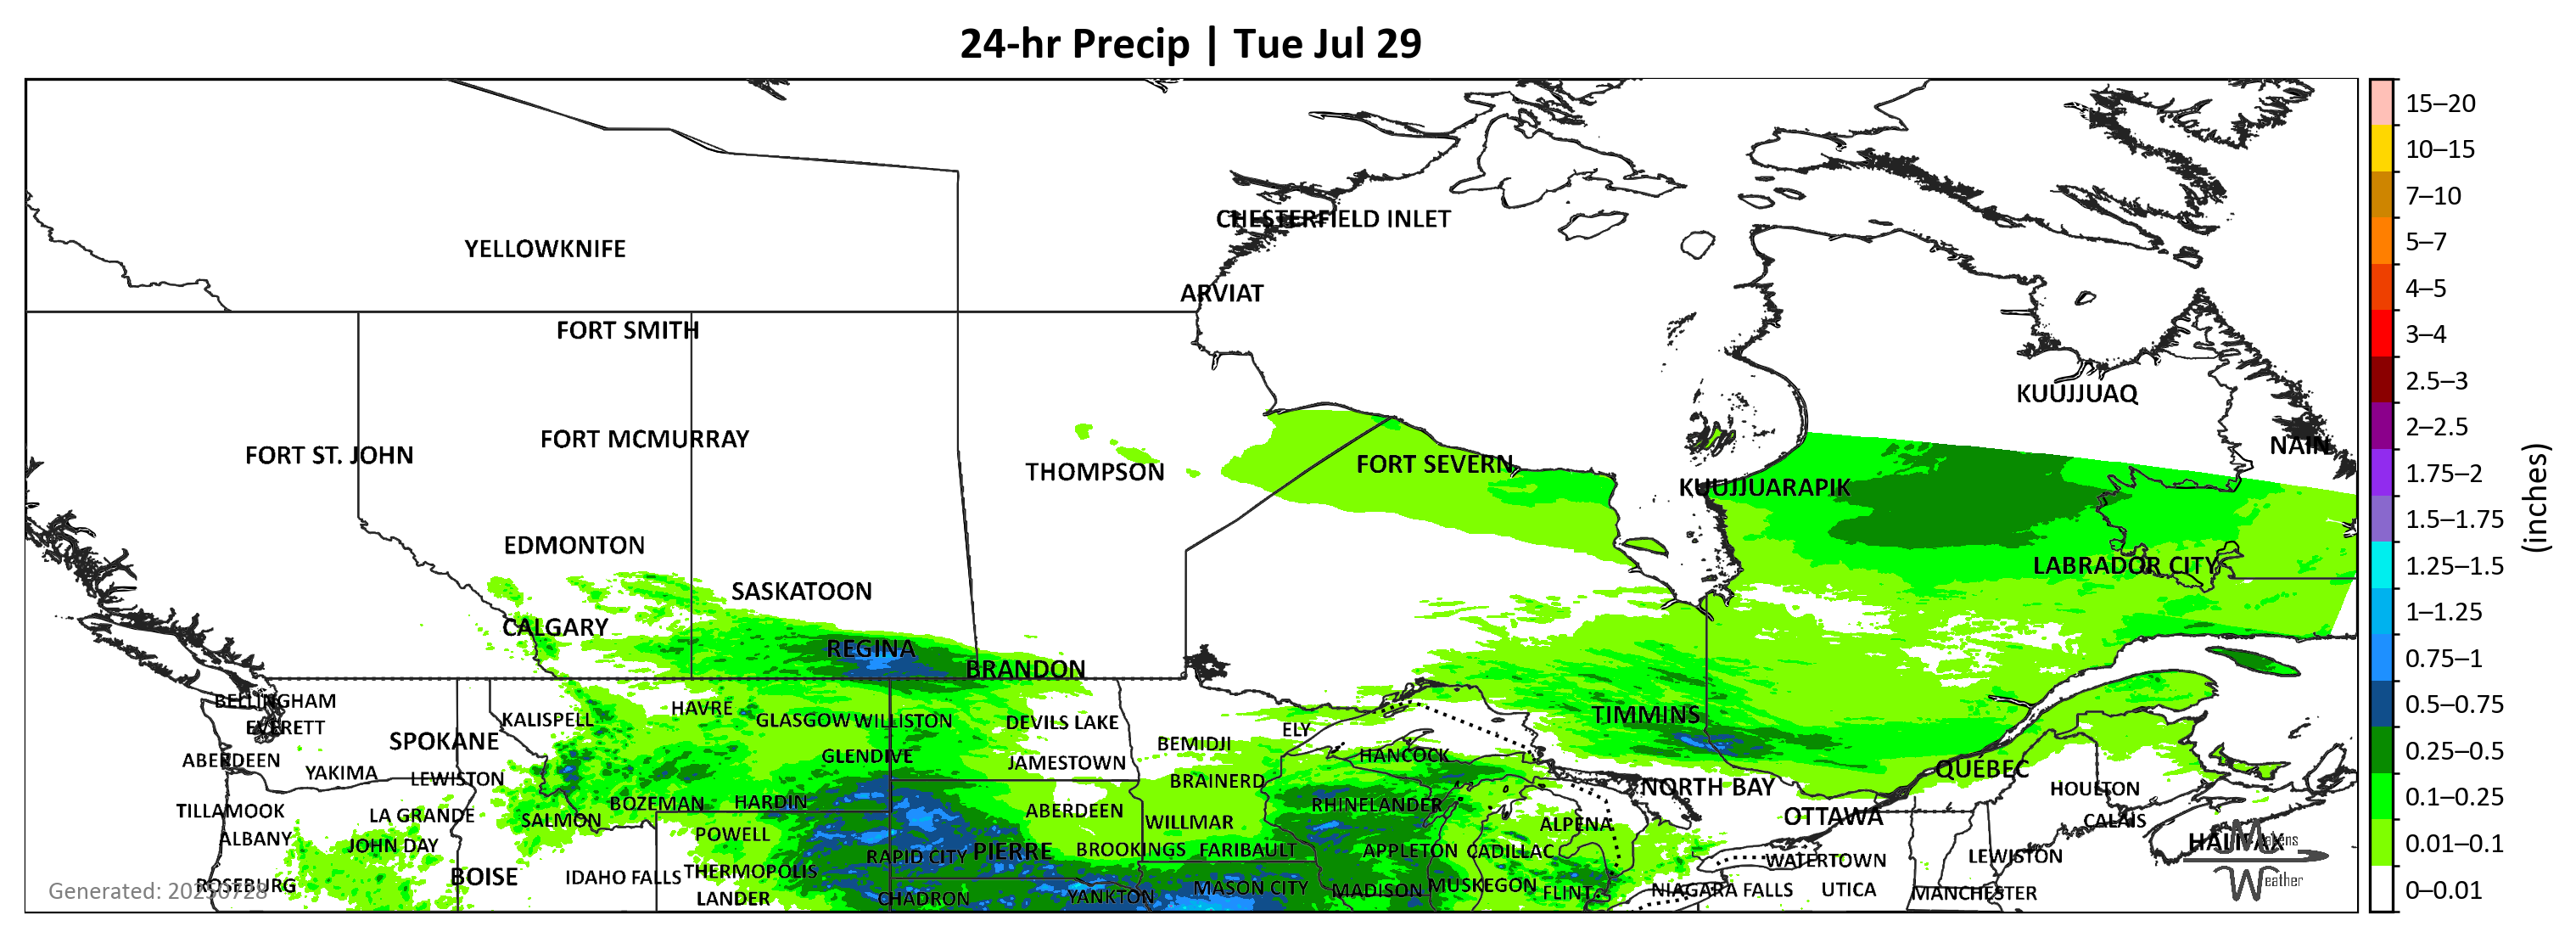 24-hr Precip | Tue Jul 29
15–20
10–15
7–10
5–7
4–5
3–4
2.5–3
2–2.5
1.75–2
1.5–1.75
1.25–1.5
1–1.25
0.75–1
0.5–0.75
0.25–0.5
0.1–0.25
0.01–0.1
0–0.01
(inches)
CHESTERFIELD INLET
YELLOWKNIFE
ARVIAT
FORT SMITH
KUUJJUAQ
FORT MCMURRAY
NAIN
FORT ST. JOHN
FORT SEVERN
THOMPSON
KUUJJUARAPIK
EDMONTON
LABRADOR CITY
SASKATOON
CALGARY
REGINA
BRANDON
BELLINGHAM
HAVRE
KALISPELL
GLASGOW
WILLISTON
DEVILS LAKE
TIMMINS
EVERETT
ELY
SPOKANE
BEMIDJI
ABERDEEN
GLENDIVE
HANCOCK
JAMESTOWN
QUÉBEC
YAKIMA
LEWISTON
BRAINERD
NORTH BAY
HOULTON
BOZEMAN
HARDIN
RHINELANDER
TILLAMOOK
ABERDEEN
LA GRANDE
OTTAWA
SALMON
WILLMAR
CALAIS
ALPENA
POWELL
ALBANY
HALIFAX
JOHN DAY
BROOKINGS
FARIBAULT
APPLETON
CADILLAC
RAPID CITY
PIERRE
LEWISTON
WATERTOWN
THERMOPOLIS
BOISE
IDAHO FALLS
ROSEBURG
MASON CITY
MADISON
MUSKEGON
FLINT
NIAGARA FALLS
UTICA
MANCHESTER
LANDER
CHADRON
YANKTON
Generated: 20250728
Weather